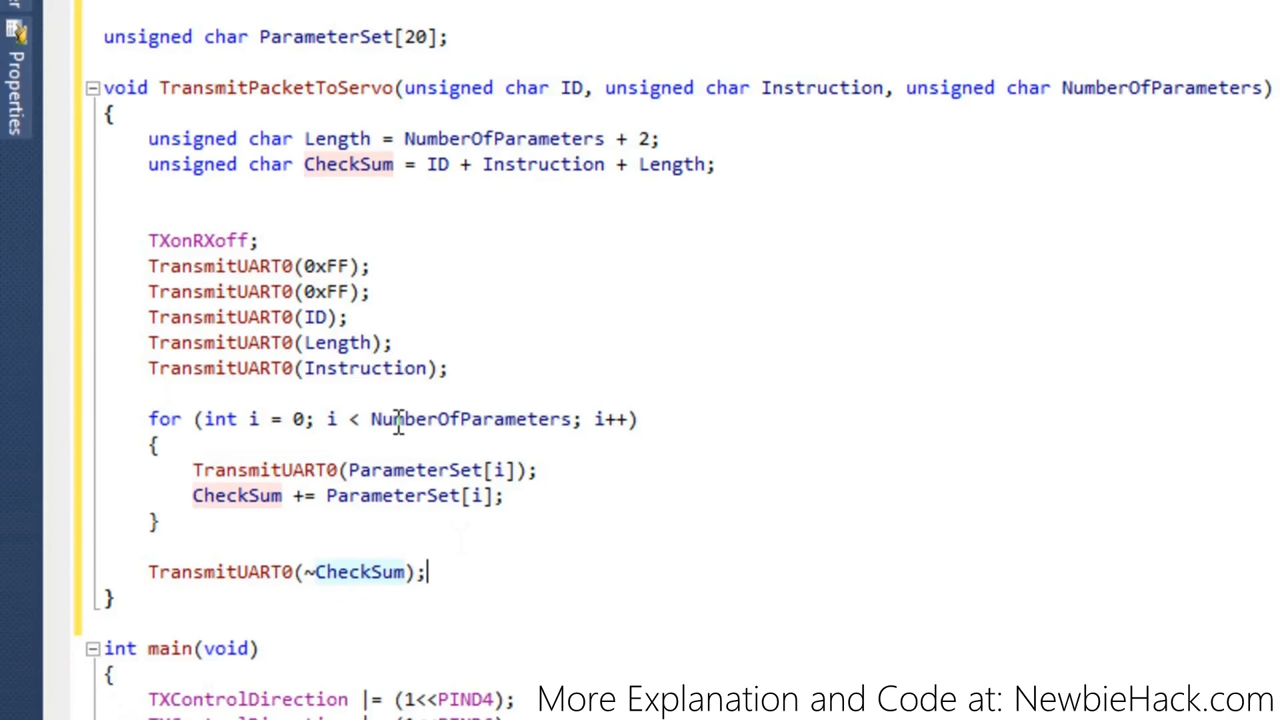 er
Properties
unsigned char ParameterSet[20];
void TransmitPacketToServo(unsigned char ID, unsigned char Instruction, unsigned char NumberOfParameters)
{
unsigned char Length = NumberOfParameters + 2;
unsigned char CheckSum = ID + Instruction + Length;
TXonRXoff;
TransmitUART0(0xFF);
TransmitUART0(0xFF);
TransmitUART0(ID);
TransmitUART0(Length);
TransmitUART0(Instruction);
for (int i = 0; i < NumberOfParameters; i++)
{
TransmitUART0(ParameterSet[i]);
CheckSum += ParameterSet[i];
}
TransmitUART0(~CheckSum);
}
int main(void)
{
TXControlDirection |= (1<<PIND4);
More Explanation and Code at: NewbieHack.com